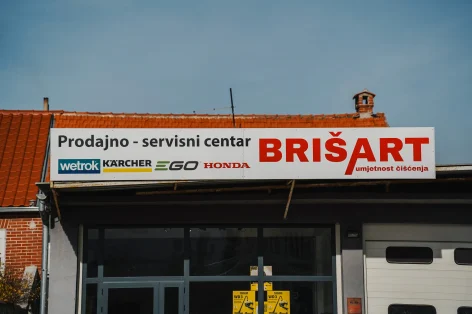 Prodajno - servisni centar
wetrok KÄRCHER EGO HONDA
BRIŠART
umjetnost čišćenja